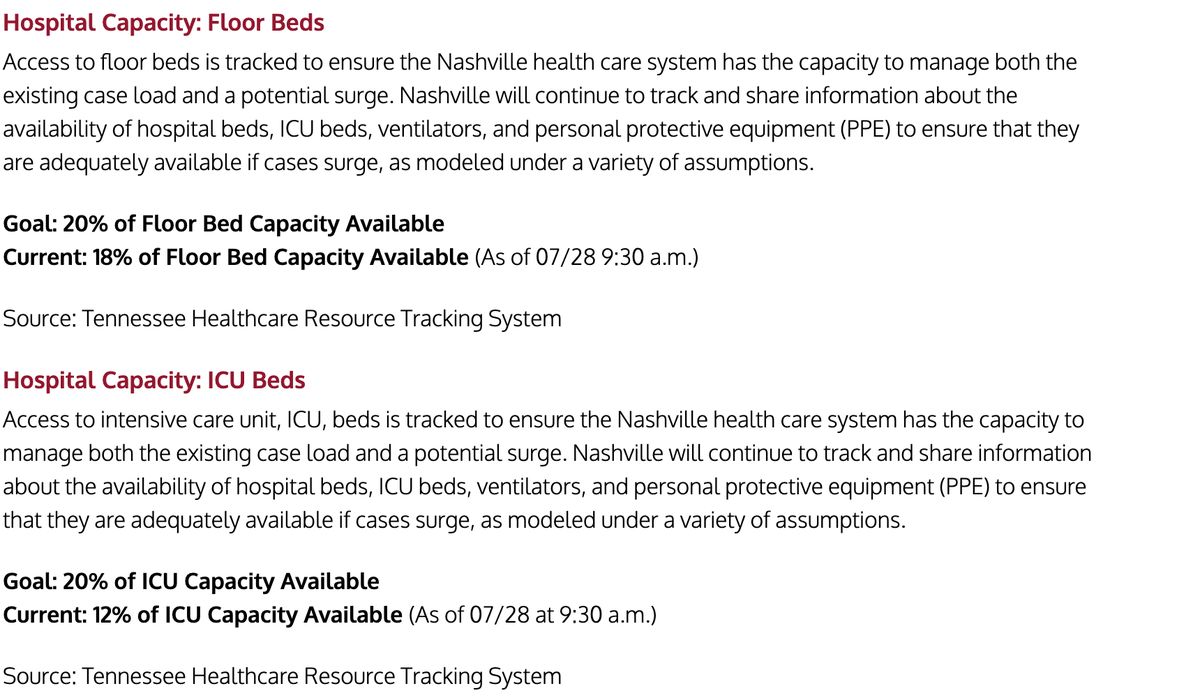 Hospital Capacity: Floor Beds
Access to floor beds is tracked to ensure the Nashville health care system has the capacity to manage both the
existing case load and a potential surge. Nashville will continue to track and share information about the
availability of hospital beds, ICU beds, ventilators, and personal protective equipment (PPE) to ensure that they
are adequately available if cases surge, as modeled under a variety of assumptions.
Goal: 20% of Floor Bed Capacity Available
Current: 18% of Floor Bed Capacity Available (As of 07/28 9:30 a.m.)
Source: Tennessee Healthcare Resource Tracking System
Hospital Capacity: ICU Beds
Access to intensive care unit, ICU, beds is tracked to ensure the Nashville health care system has the capacity to
manage both the existing case load and a potential surge. Nashville will continue to track and share information
about the availability of hospital beds, ICU beds, ventilators, and personal protective equipment (PPE) to ensure
that they are adequately available if cases surge, as modeled under a variety of assumptions.
Goal: 20% of ICU Capacity Available
Current: 12% of ICU Capacity Available (As of 07/28 at 9:30 a.m.)
Source: Tennessee Healthcare Resource Tracking System